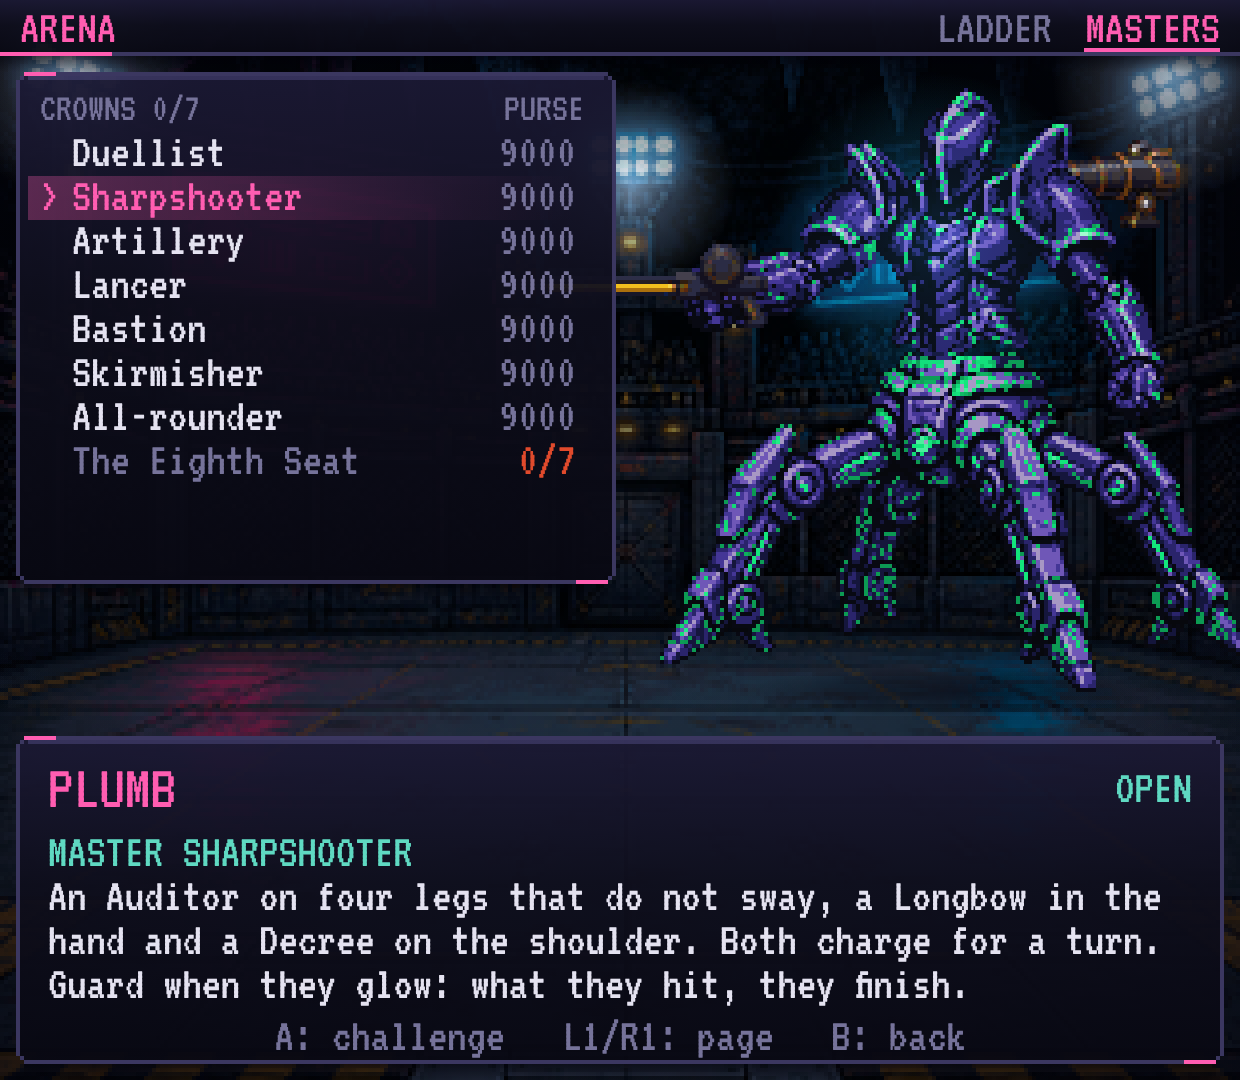 ARENA LADDER MASTERS
CROWNS 0/7 PURSE
Duellist 9000
> Sharpshooter 9000
Artillery 9000
Lancer 9000
Bastion 9000
Skirmisher 9000
All-rounder 9000
The Eighth Seat 0/7
PLUMB OPEN
MASTER SHARPSHOOTER
An Auditor on four legs that do not sway, a Longbow in the
hand and a Decree on the shoulder. Both charge for a turn.
Guard when they glow: what they hit, they finish.
A: challenge L1/R1: page B: back